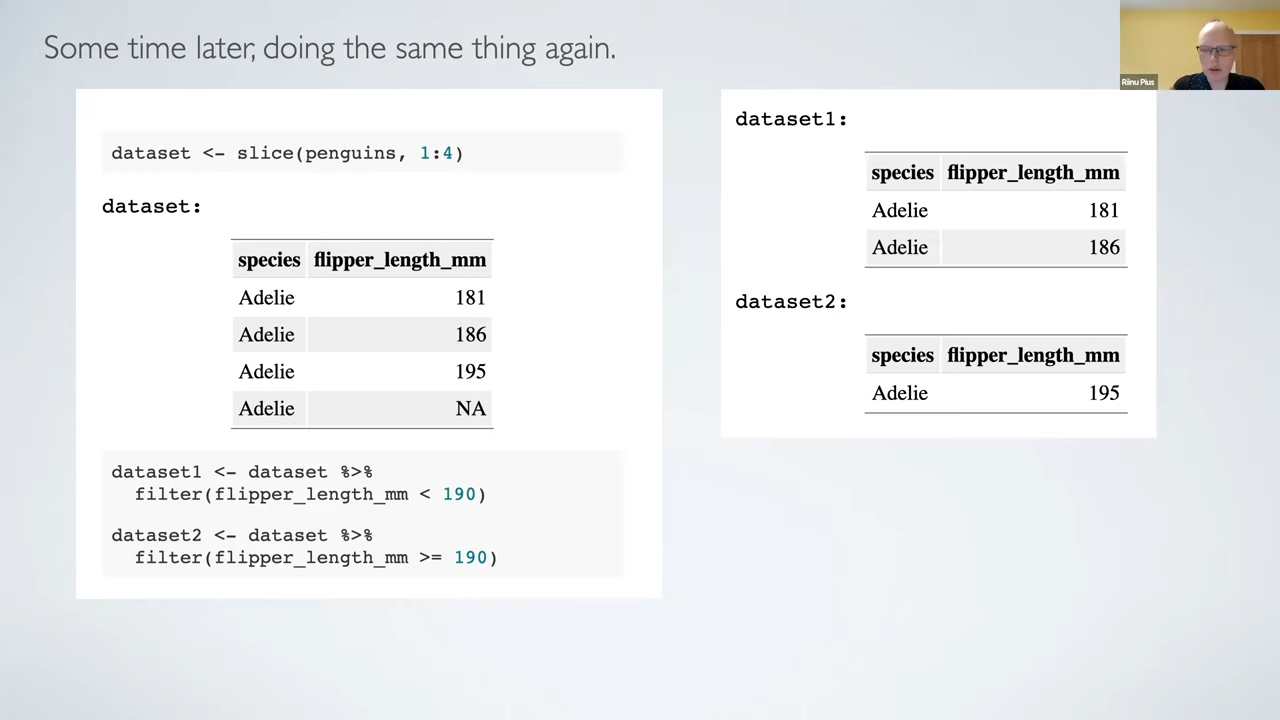 Some time later, doing the same thing again.
Riinu Pius
dataset <- slice(penguins, 1:4)
dataset:
species flipper_length_mm
Adelie 181
Adelie 186
Adelie 195
Adelie NA
dataset1 <- dataset %>%
filter(flipper_length_mm < 190)
dataset2 <- dataset %>%
filter(flipper_length_mm >= 190)
dataset1:
species flipper_length_mm
Adelie 181
Adelie 186
dataset2:
species flipper_length_mm
Adelie 195